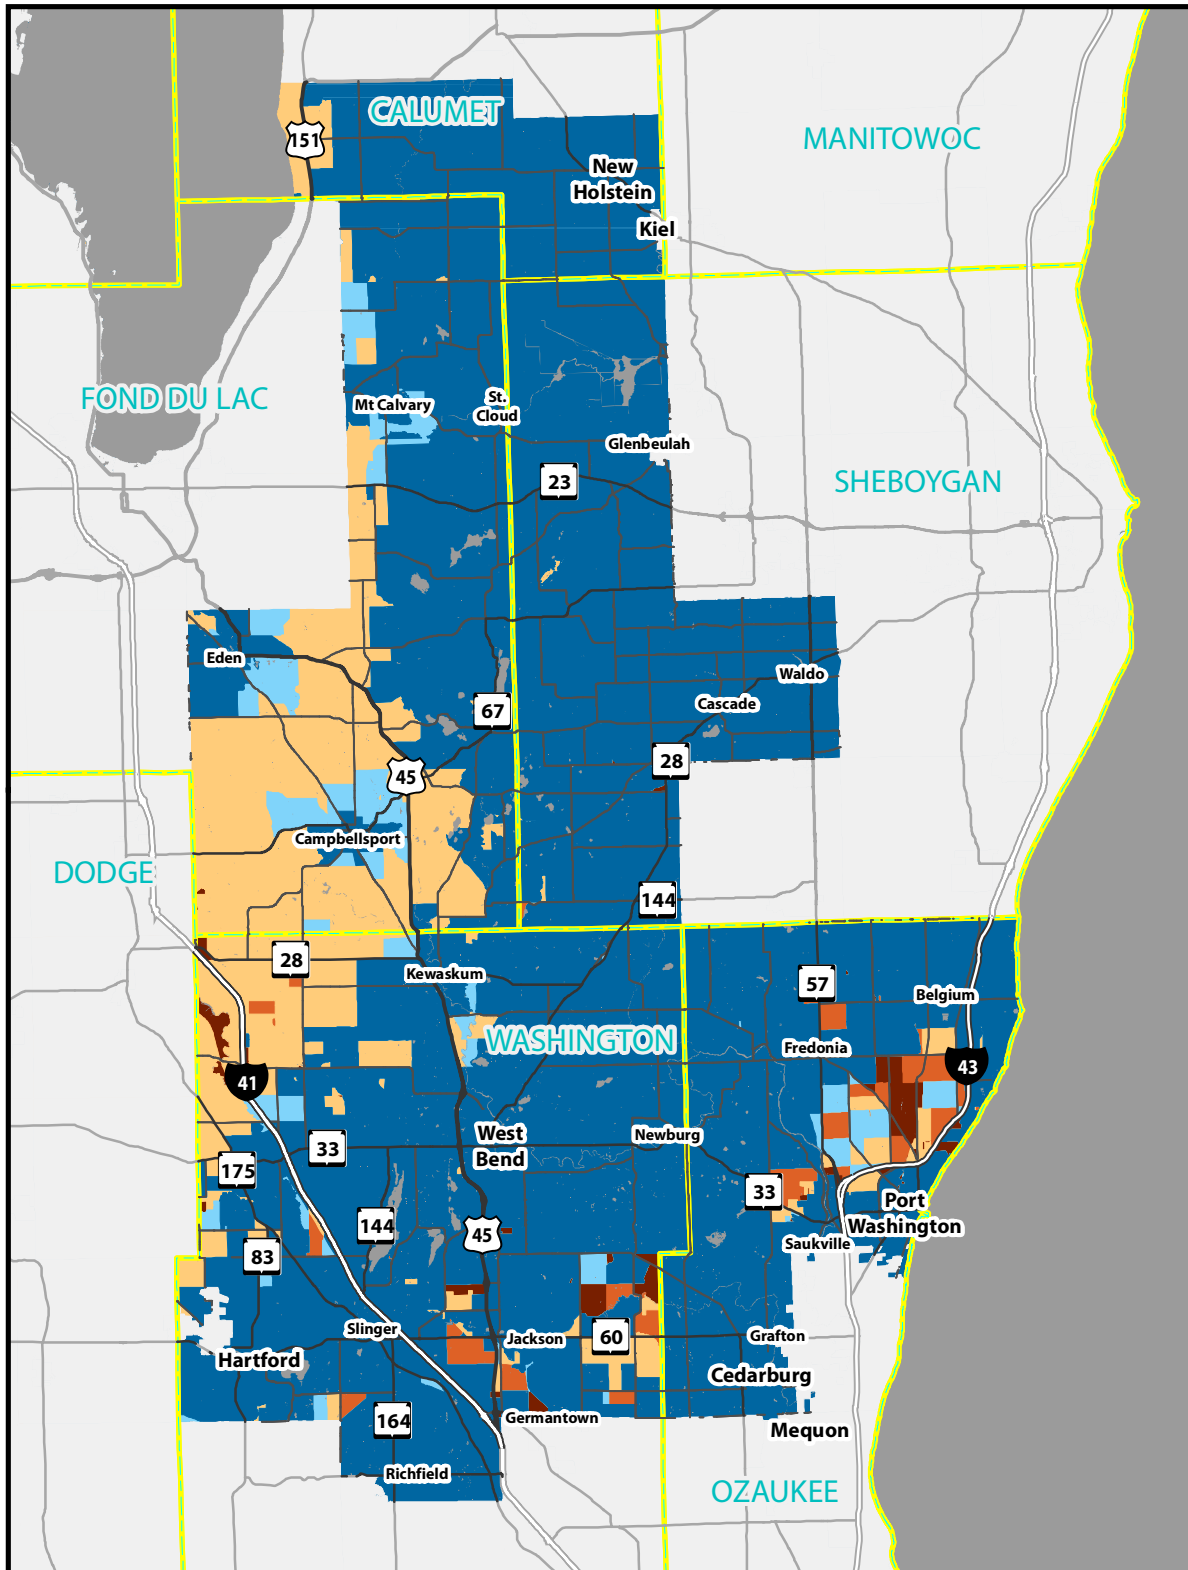 CALUMET
151
MANITOWOC
New
Holstein
Kiel
FOND DU LAC
Mt Calvary
St.
Cloud
Glenbeulah
23
SHEBOYGAN
Eden
Waldo
67
Cascade
28
45
Campbellsport
DODGE
144
28
Kewaskum
57
Belgium
WASHINGTON
Fredonia
43
41
West
Bend
Newburg
33
175
33
Port
Washington
144
45
Saukville
83
Slinger
Jackson
60
Grafton
Hartford
Cedarburg
164
Germantown
Mequon
Richfield
OZAUKEE